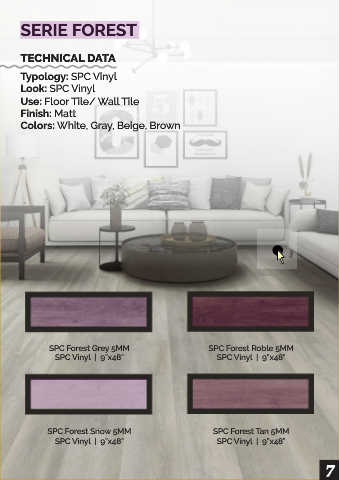 SERIE FOREST
TECHNICAL DATA
Typology: SPC Vinyl
Look: SPC Vinyl
Use: Floor Tile/ Wall Tile
Finish: Matt
Colors: White, Gray, Beige, Brown
SPC Forest Grey 5MM
SPC Vinyl | 9"x48"
SPC Forest Roble 5MM
SPC Vinyl | 9"x48"
SPC Forest Snow 5MM
SPC Vinyl | 9"x48"
SPC Forest Tan 5MM
SPC Vinyl | 9"x48"
7